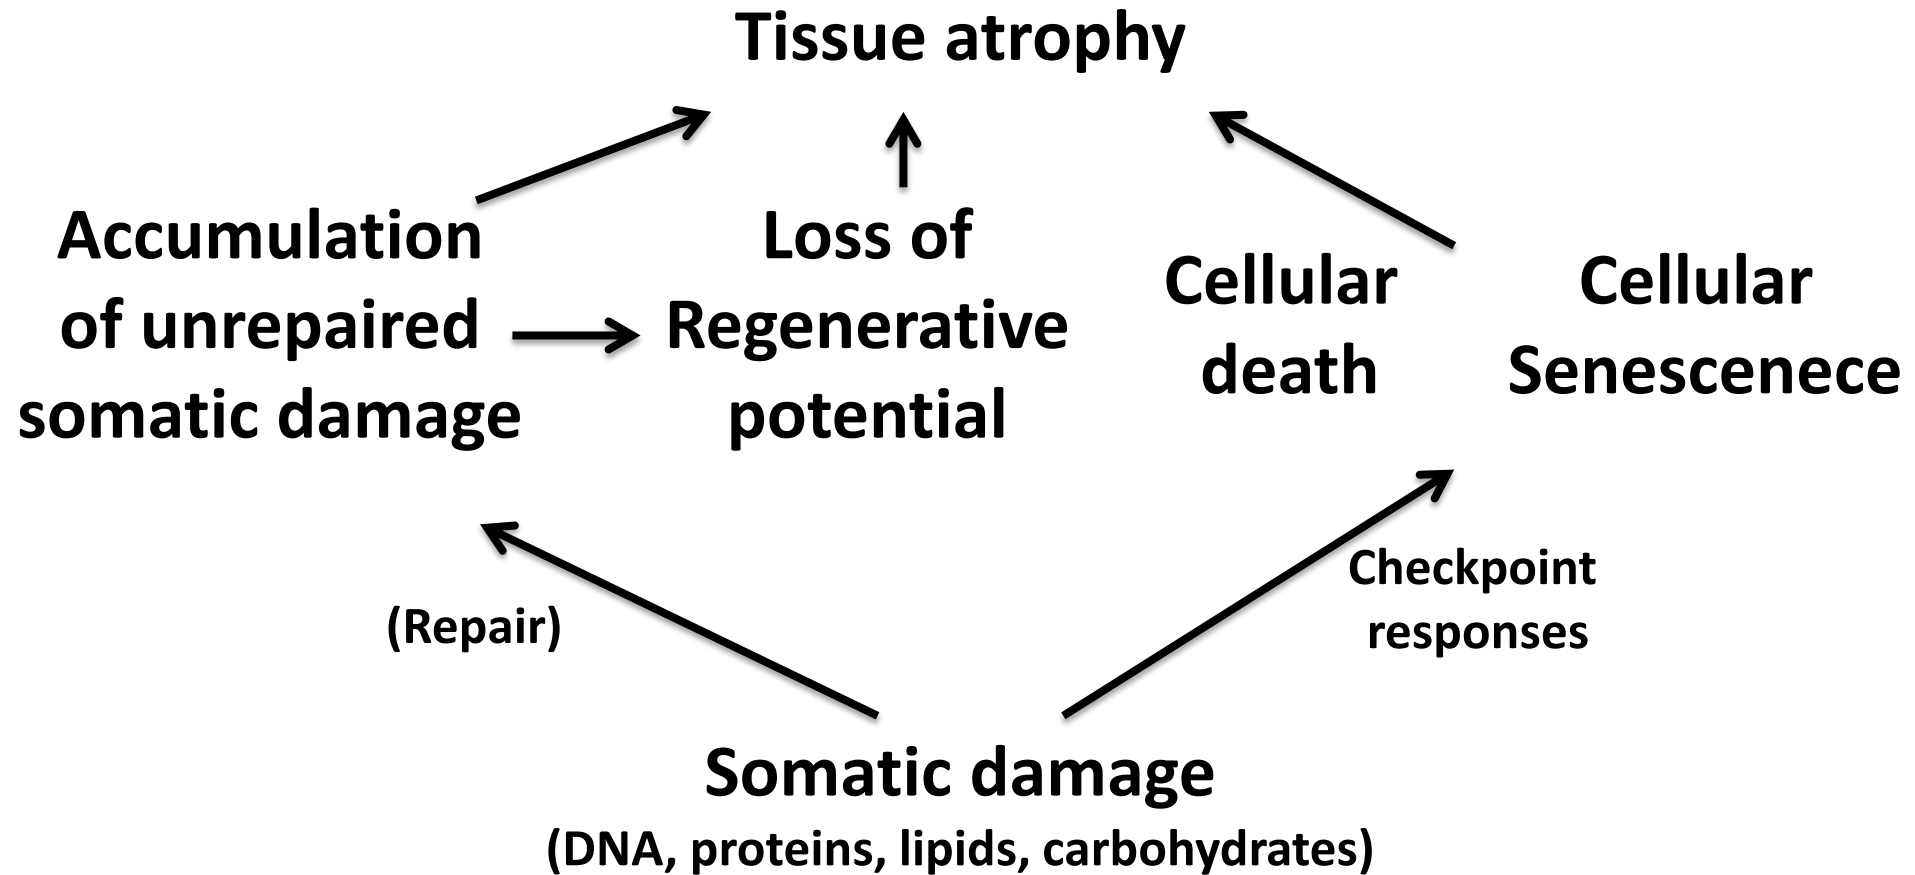 Tissue atrophy
Accumulation
of unrepaired
somatic damage
Loss of
Regenerative
potential
Cellular
death
Cellular
Senescenece
(Repair)
Checkpoint
responses
Somatic damage
(DNA, proteins, lipids, carbohydrates)